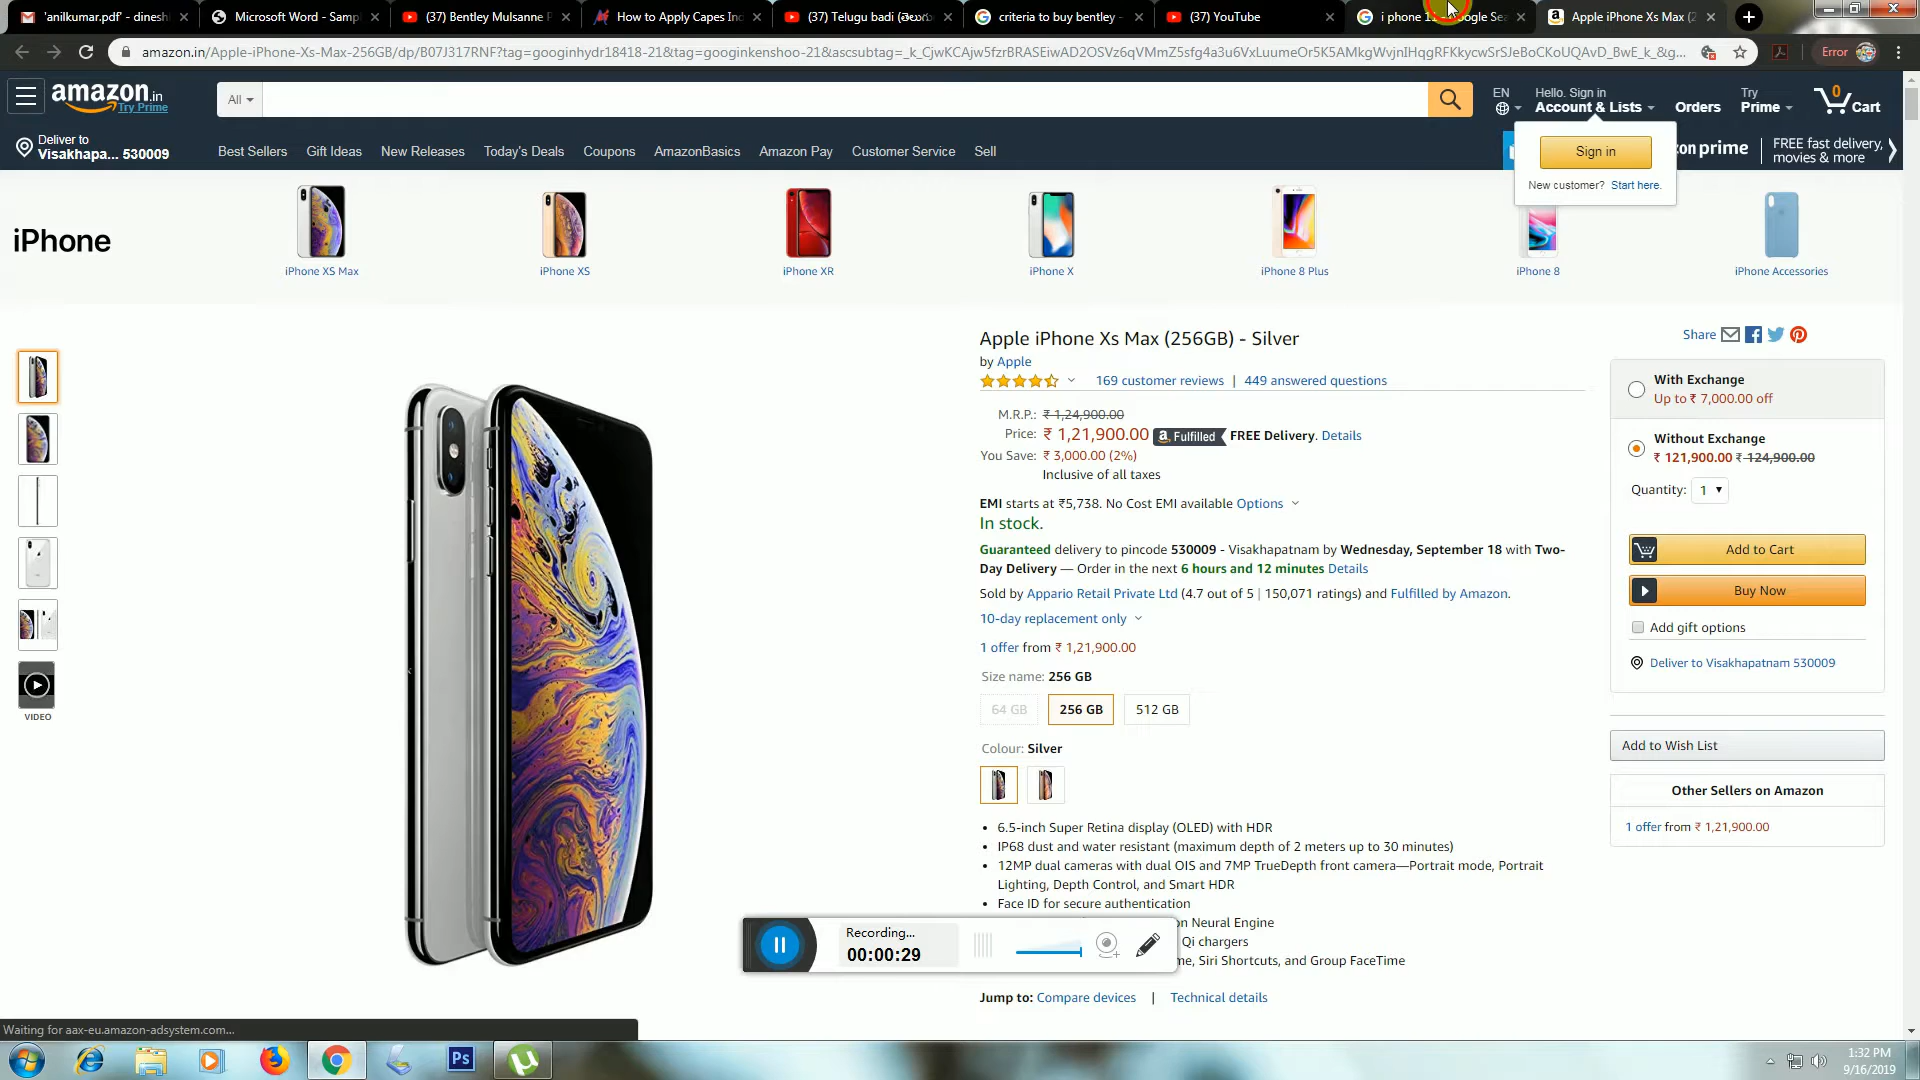 'anilkumar.pdf' - dinesh
Microsoft Word - Samp
(37) Bentley Mulsanne P
How to Apply Capes Ind
(37) Telugu badi (తెలుగు
criteria to buy bentley -
(37) YouTube
i phone 11 - Google Sea
Apple iPhone Xs Max (2
amazon.in/Apple-iPhone-Xs-Max-256GB/dp/B07J317RNF?tag=googinhydr18418-21&tag=googinkenshoo-21&ascsubtag=_k_CjwKCAjw5fzrBRASEiwAD2OSVz6qVMmZ5sfg4a3u6VxLuumeOr5K5AMkgWvjnIHqgRFKkycwSrSJeBoCKoUQAvD_BwE_k_&g...
Error
amazon.in
Try Prime
All
EN
Hello. Sign in
Account & Lists
Orders
Try
Prime
0
Cart
Deliver to
Visakhapa... 530009
Best Sellers
Gift Ideas
New Releases
Today's Deals
Coupons
AmazonBasics
Amazon Pay
Customer Service
Sell
Sign in
New customer? Start here.
on prime
FREE fast delivery,
movies & more
iPhone
iPhone XS Max
iPhone XS
iPhone XR
iPhone X
iPhone 8 Plus
iPhone 8
iPhone Accessories
Apple iPhone Xs Max (256GB) - Silver
by Apple
169 customer reviews | 449 answered questions
M.R.P.: ₹ 1,24,900.00
Price: ₹ 1,21,900.00 a Fulfilled FREE Delivery. Details
You Save: ₹ 3,000.00 (2%)
Inclusive of all taxes
EMI starts at ₹5,738. No Cost EMI available Options
In stock.
Guaranteed delivery to pincode 530009 - Visakhapatnam by Wednesday, September 18 with Two-
Day Delivery — Order in the next 6 hours and 12 minutes Details
Sold by Appario Retail Private Ltd (4.7 out of 5 | 150,071 ratings) and Fulfilled by Amazon.
10-day replacement only
1 offer from ₹ 1,21,900.00
Size name: 256 GB
64 GB
256 GB
512 GB
Colour: Silver
6.5-inch Super Retina display (OLED) with HDR
IP68 dust and water resistant (maximum depth of 2 meters up to 30 minutes)
12MP dual cameras with dual OIS and 7MP TrueDepth front camera—Portrait mode, Portrait
Lighting, Depth Control, and Smart HDR
Face ID for secure authentication
on Neural Engine
Qi chargers
me, Siri Shortcuts, and Group FaceTime
Jump to: Compare devices | Technical details
Share
With Exchange
Up to ₹ 7,000.00 off
Without Exchange
₹ 121,900.00 ₹ 124,900.00
Quantity: 1
Add to Cart
Buy Now
Add gift options
Deliver to Visakhapatnam 530009
Add to Wish List
Other Sellers on Amazon
1 offer from ₹ 1,21,900.00
VIDEO
Recording...
00:00:29
Waiting for aax-eu.amazon-adsystem.com...
Ps
1:32 PM
9/16/2019